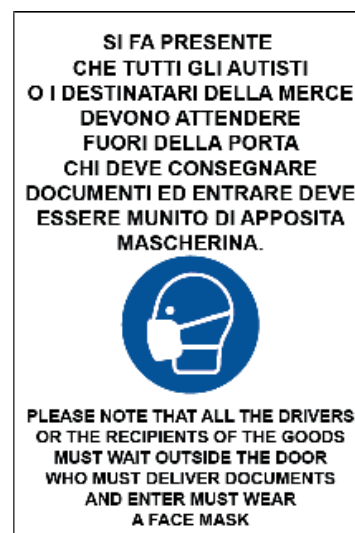 SI FA PRESENTE
CHE TUTTI GLI AUTISTI
O I DESTINATARI DELLA MERCE
DEVONO ATTENDERE
FUORI DELLA PORTA
CHI DEVE CONSEGNARE
DOCUMENTI ED ENTRARE DEVE
ESSERE MUNITO DI APPOSITA
MASCHERINA.
PLEASE NOTE THAT ALL THE DRIVERS
OR THE RECIPIENTS OF THE GOODS
MUST WAIT OUTSIDE THE DOOR
WHO MUST DELIVER DOCUMENTS
AND ENTER MUST WEAR
A FACE MASK